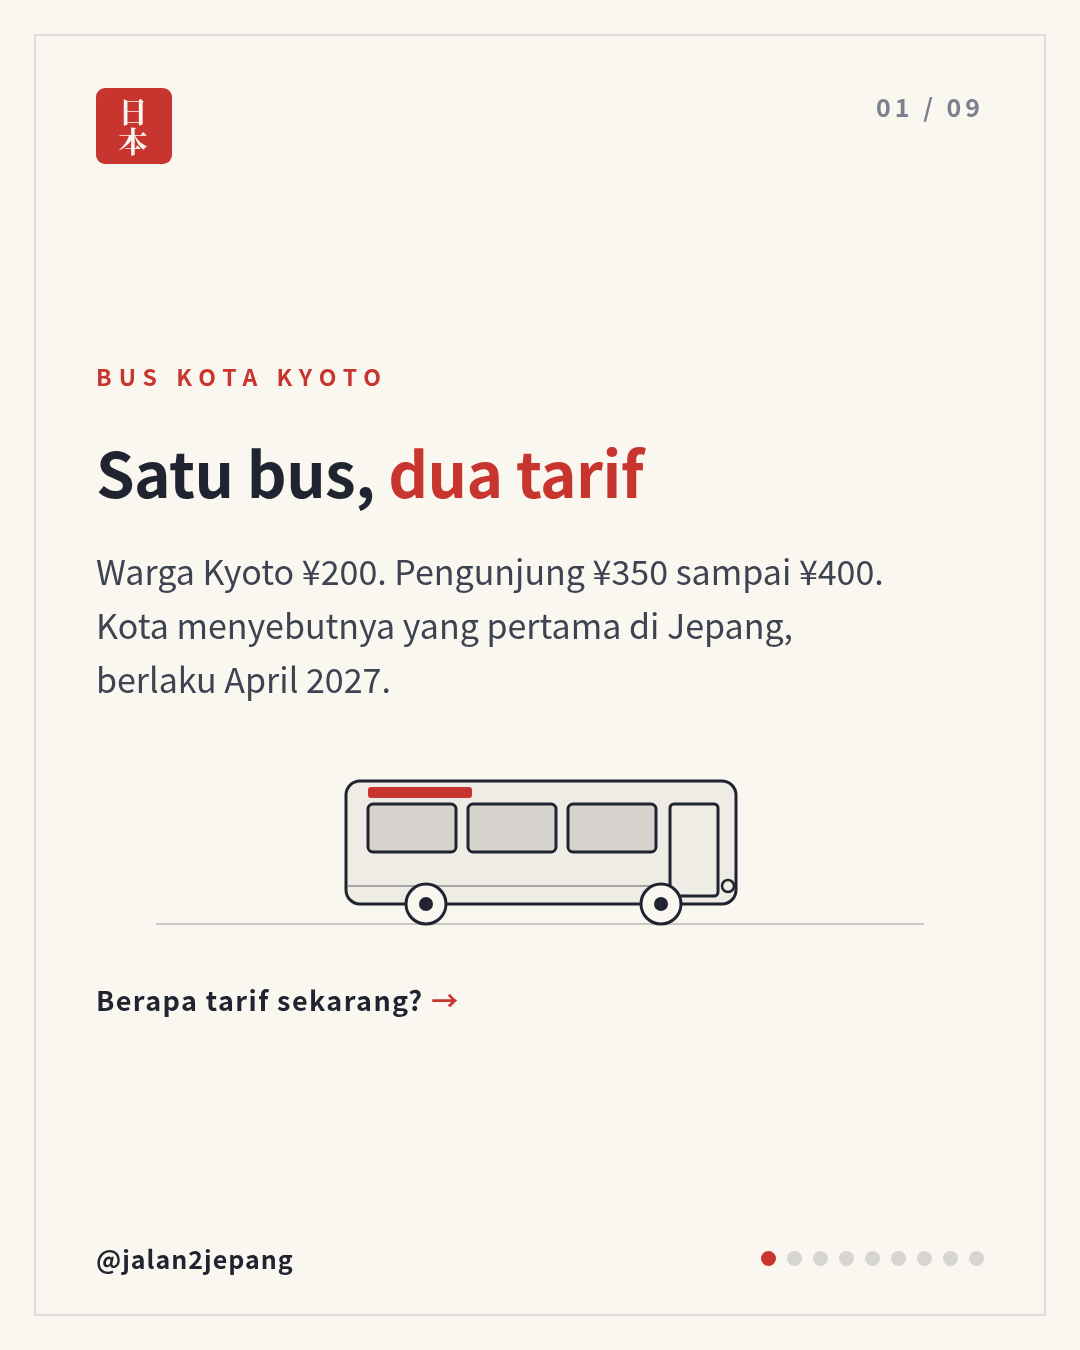 日
本
01 / 09
BUS KOTA KYOTO
Satu bus, dua tarif
Warga Kyoto ¥200. Pengunjung ¥350 sampai ¥400.
Kota menyebutnya yang pertama di Jepang,
berlaku April 2027.
Berapa tarif sekarang? →
@jalan2jepang